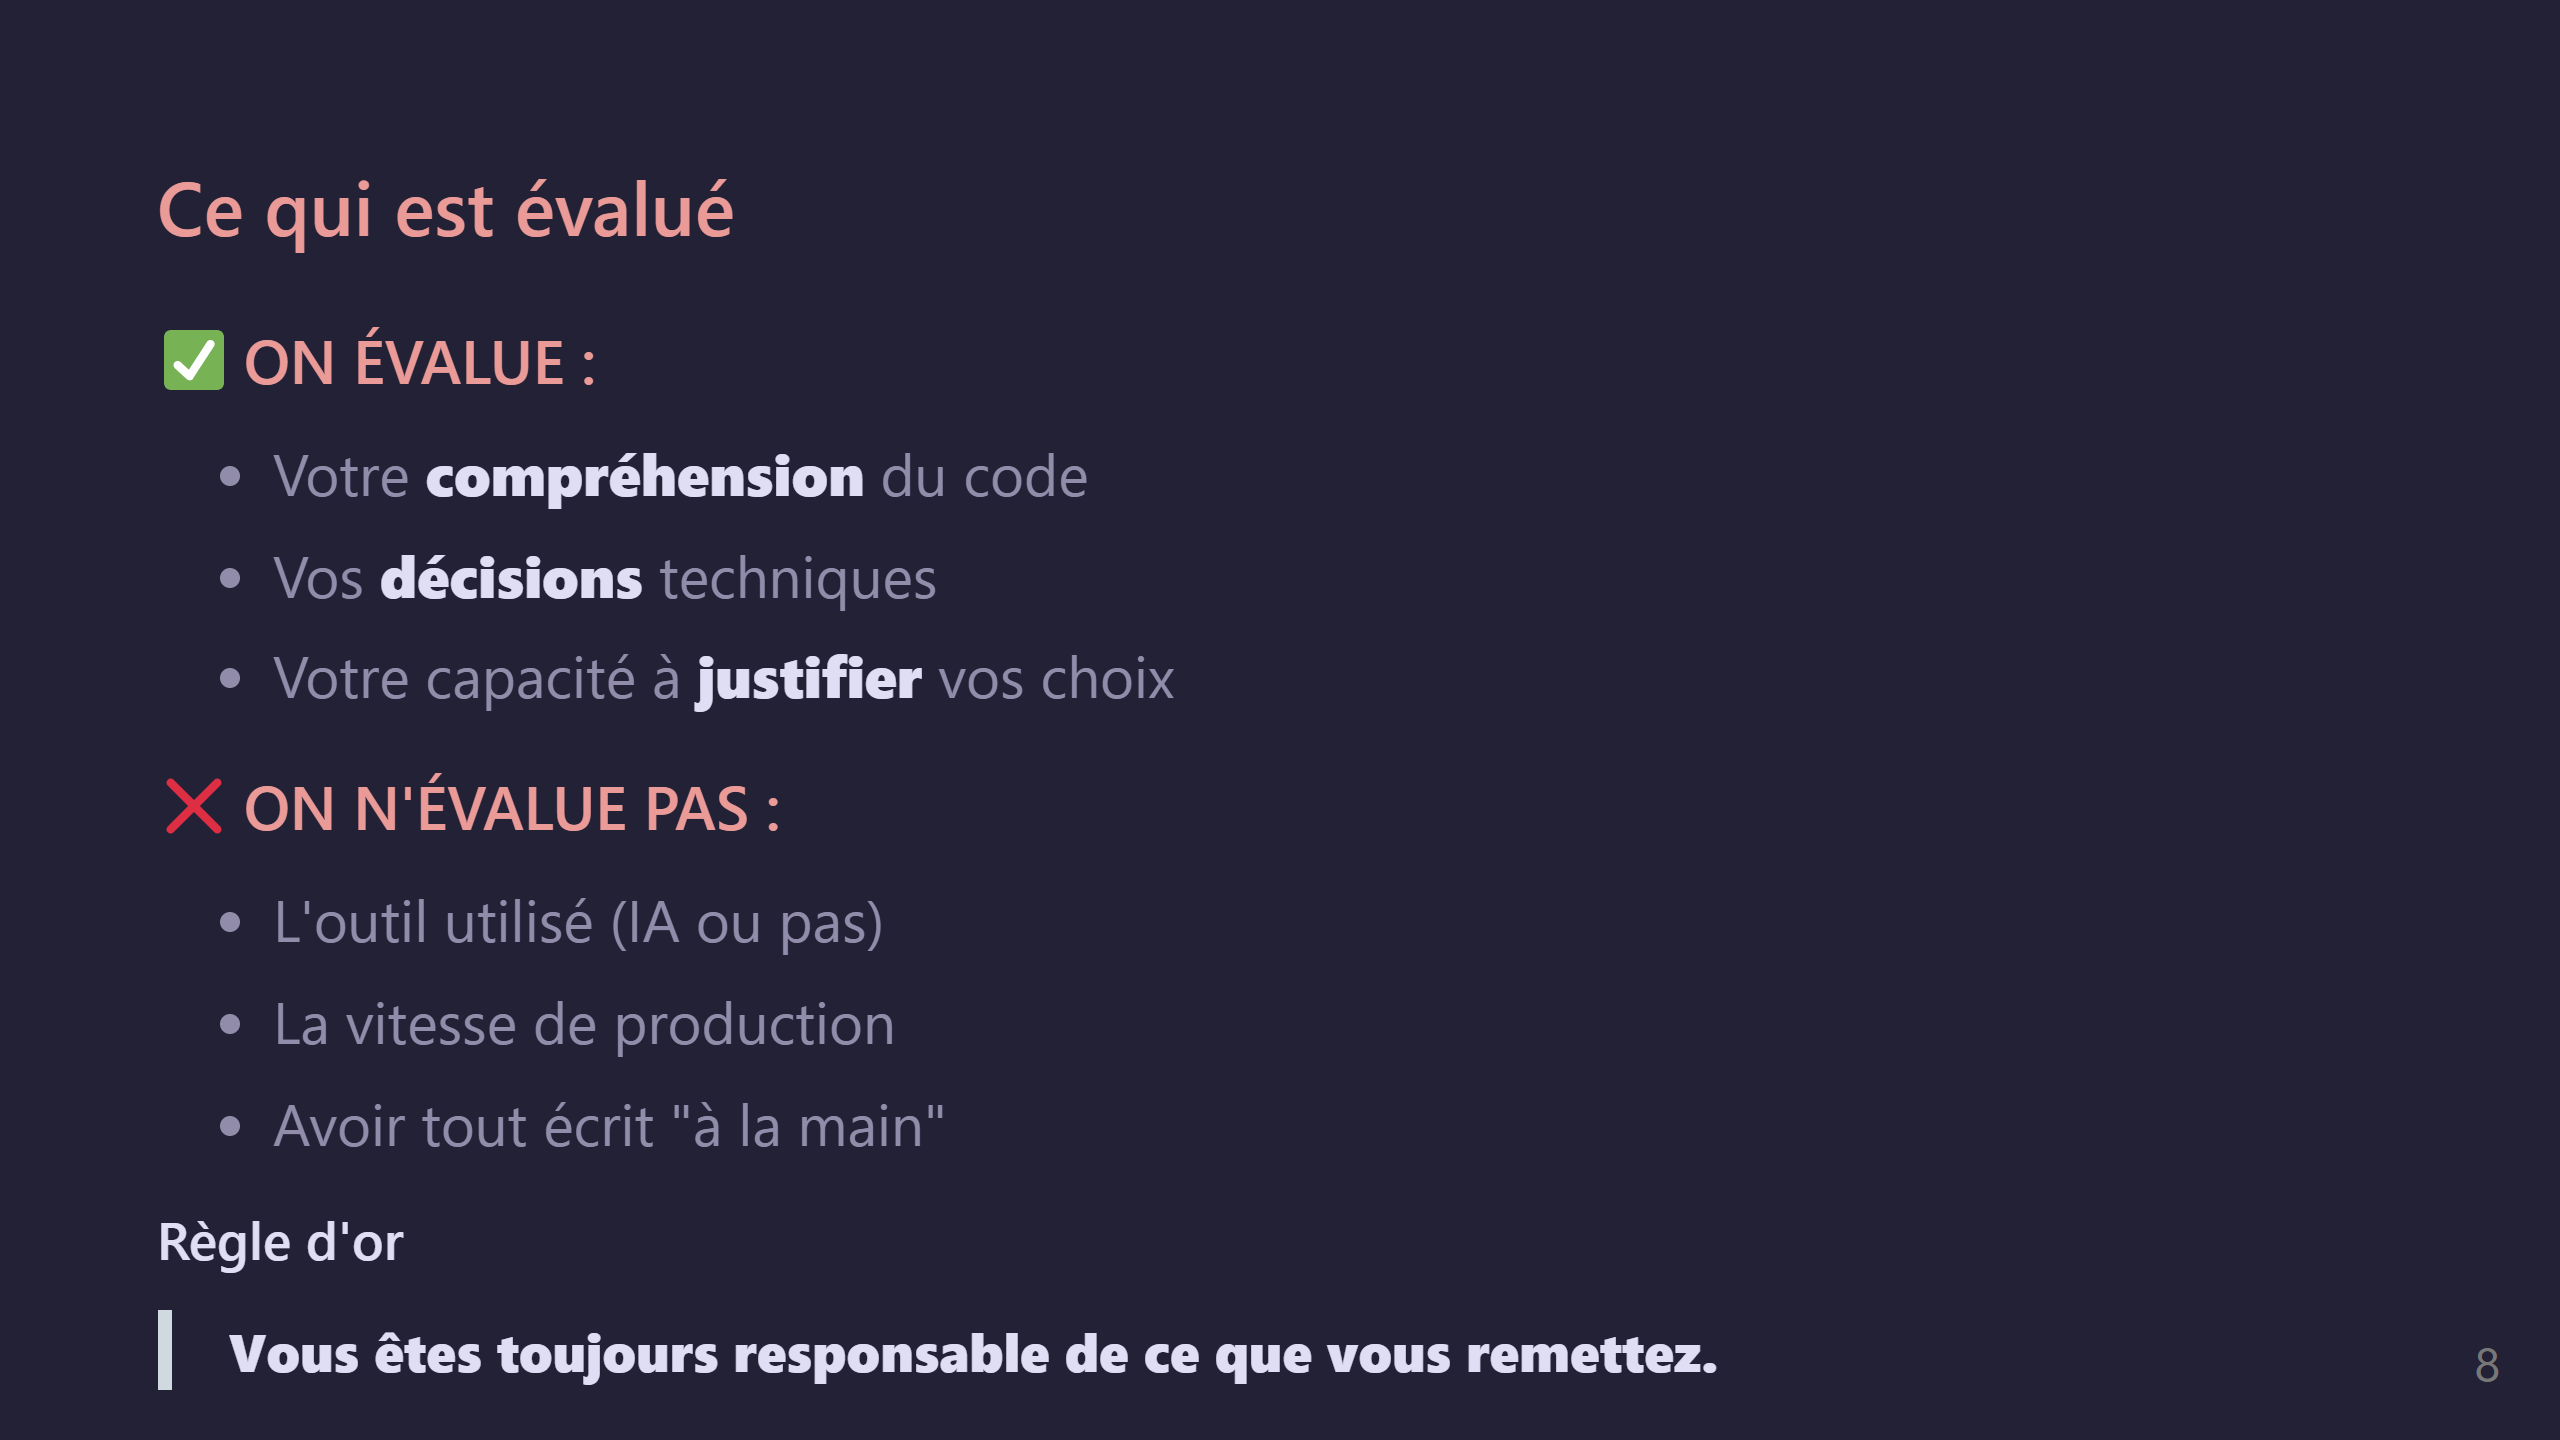 Ce qui est évalué
✅ ON ÉVALUE :
• Votre compréhension du code
• Vos décisions techniques
• Votre capacité à justifier vos choix
❌ ON N'ÉVALUE PAS :
• L'outil utilisé (IA ou pas)
• La vitesse de production
• Avoir tout écrit "à la main"
Règle d'or
Vous êtes toujours responsable de ce que vous remettez.
8